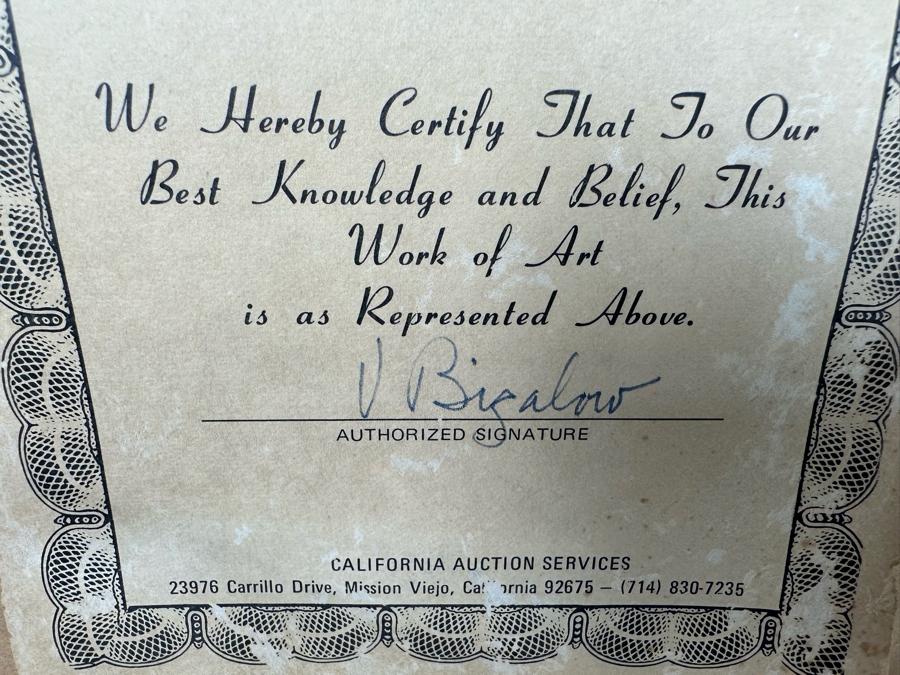 We Hereby Certify That To Our
Best Knowledge and Belief, This
Work of Art
is as Represented Above.
V Bigalow
AUTHORIZED SIGNATURE
CALIFORNIA AUCTION SERVICES
23976 Carrillo Drive, Mission Viejo, California 92675 – (714) 830-7235